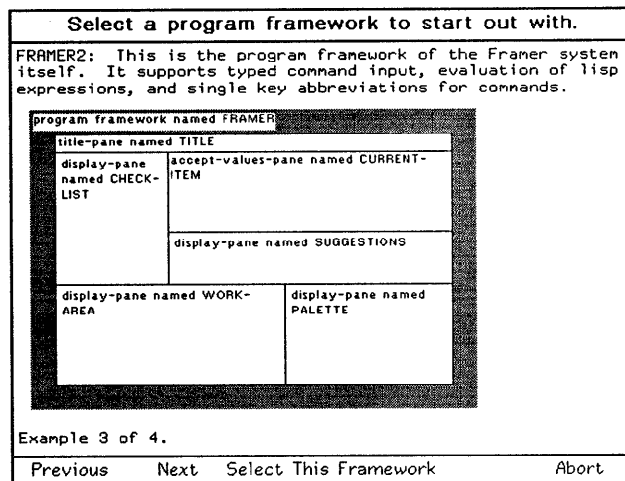 Select a program framework to start out with.
FRAMER2: This is the program framework of the Framer system
itself. It supports typed command input, evaluation of lisp
expressions, and single key abbreviations for commands.
program framework named FRAMER
title-pane named TITLE
display-pane
named CHECK-
LIST
accept-values-pane named CURRENT-
ITEM
display-pane named SUGGESTIONS
display-pane named WORK-
AREA
display-pane named
PALETTE
Example 3 of 4.
Previous Next Select This Framework Abort